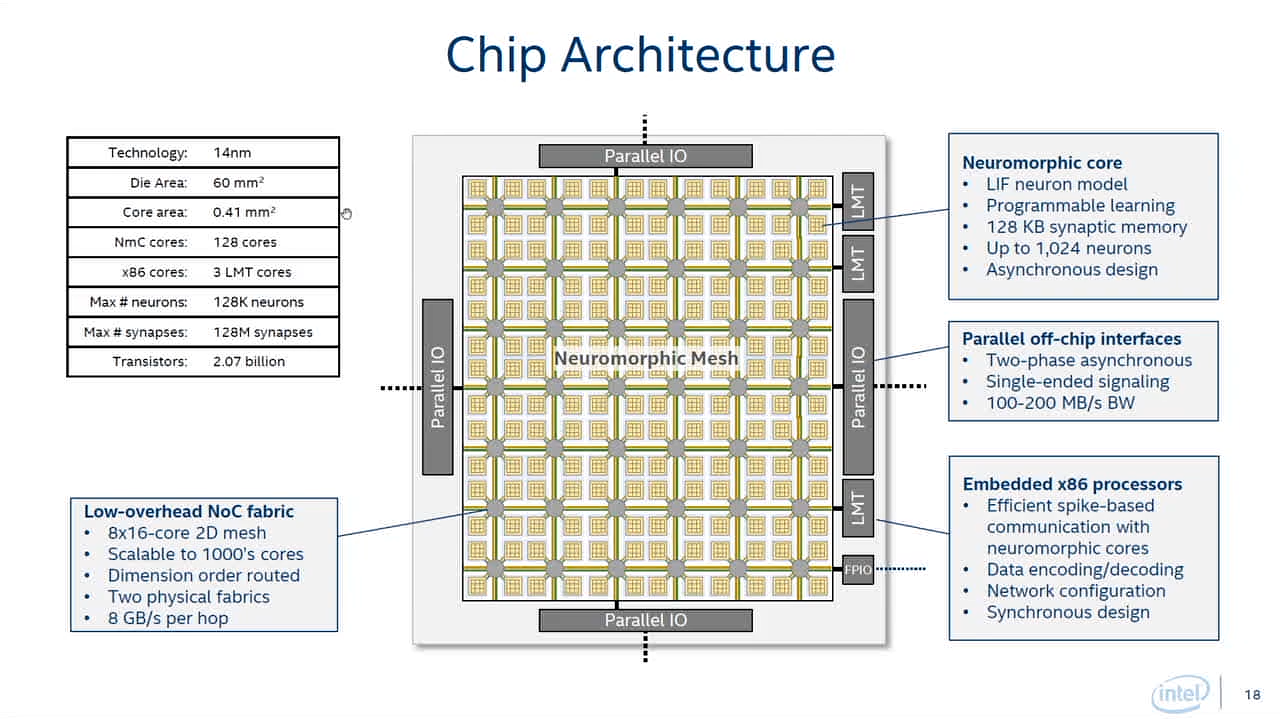 Chip Architecture
Technology: 14nm
Die Area: 60 mm²
Core area: 0.41 mm²
NmC cores: 128 cores
x86 cores: 3 LMT cores
Max # neurons: 128K neurons
Max # synapses: 128M synapses
Transistors: 2.07 billion
Low-overhead NoC fabric
• 8x16-core 2D mesh
• Scalable to 1000's cores
• Dimension order routed
• Two physical fabrics
• 8 GB/s per hop
Parallel IO
Parallel IO
Neuromorphic Mesh
LMT
LMT
Parallel IO
LMT
FPIO
Parallel IO
Neuromorphic core
• LIF neuron model
• Programmable learning
• 128 KB synaptic memory
• Up to 1,024 neurons
• Asynchronous design
Parallel off-chip interfaces
• Two-phase asynchronous
• Single-ended signaling
• 100-200 MB/s BW
Embedded x86 processors
• Efficient spike-based
communication with
neuromorphic cores
• Data encoding/decoding
• Network configuration
• Synchronous design
intel
18